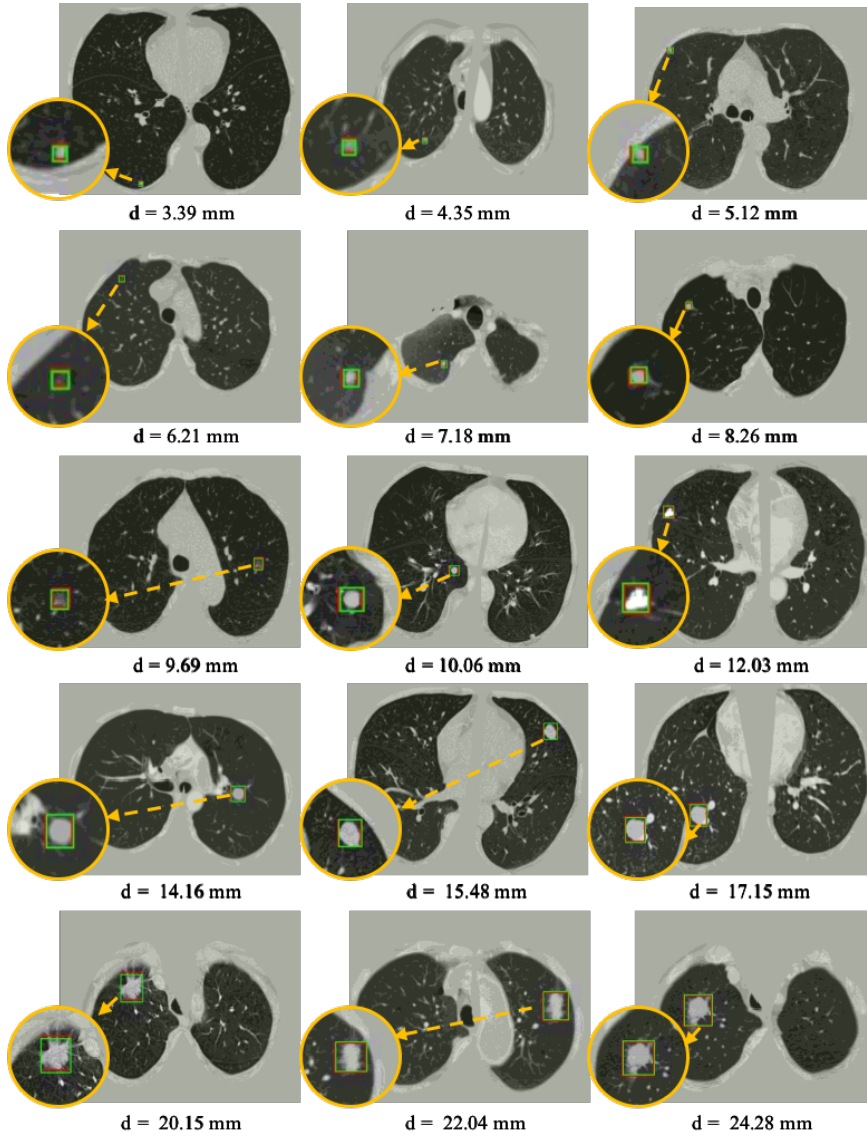 d = 3.39 mm
d = 4.35 mm
d = 5.12 mm
d = 6.21 mm
d = 7.18 mm
d = 8.26 mm
d = 9.69 mm
d = 10.06 mm
d = 12.03 mm
d = 14.16 mm
d = 15.48 mm
d = 17.15 mm
d = 20.15 mm
d = 22.04 mm
d = 24.28 mm